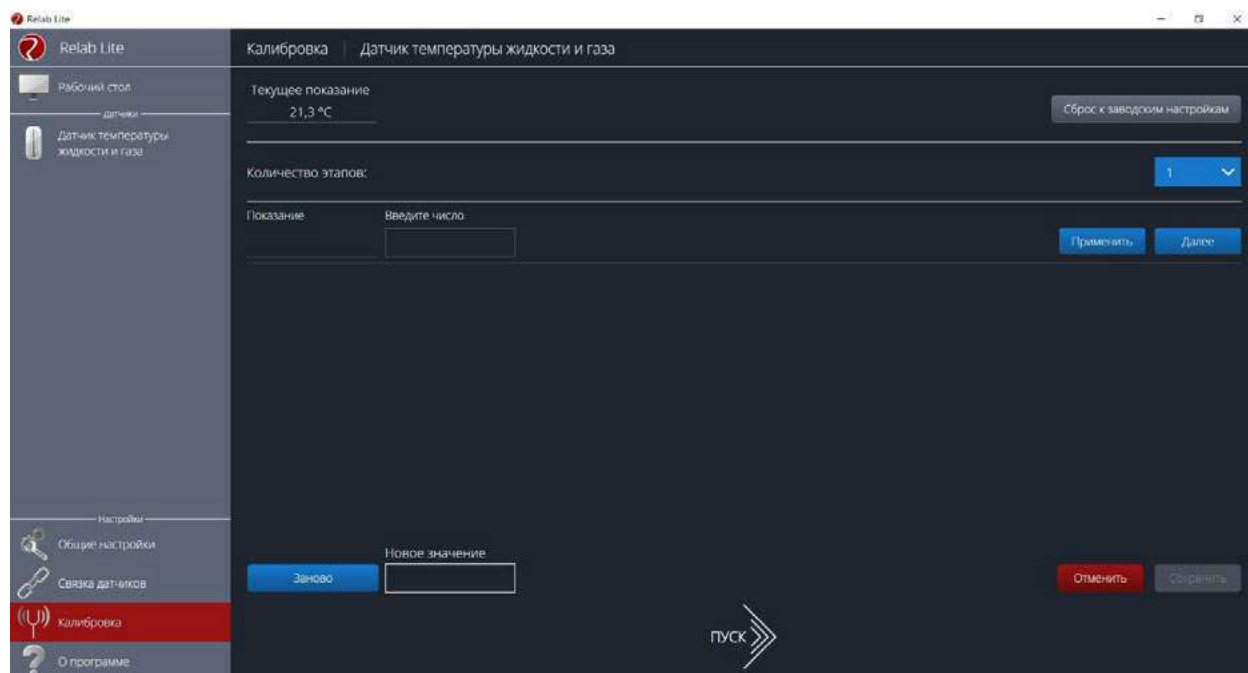 Relab Lite
Relab Lite
Калибровка Датчик температуры жидкости и газа
Рабочий стол
Датчики
Датчик температуры
жидкости и газа
Текущее показание
21,3 °C
Сброс к заводским настройкам
Количество этапов:
1
Показание Введите число
Применить Далее
Настройки
Общие настройки
Связка датчиков
Калибровка
О программе
Новое значение
Заново
Отменить Сохранить
ПУСК